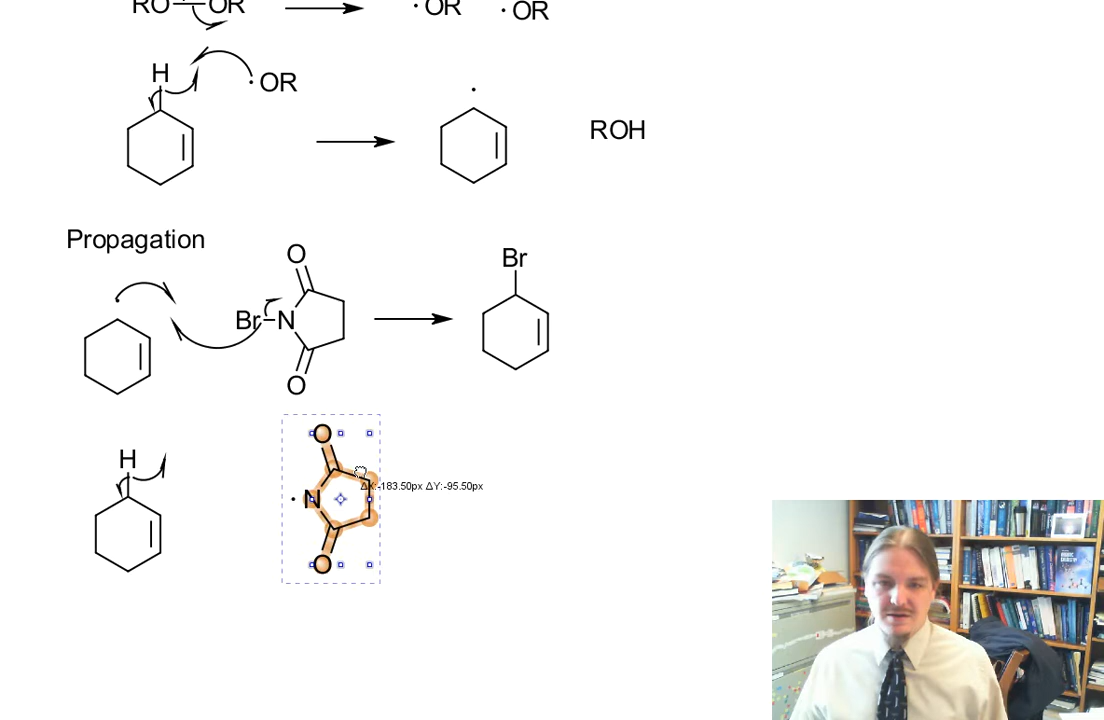 RO OR · OR · OR
H
· OR
ROH
Propagation
O
Br
Br N
O
O
H
ΔX:-183.50px ΔY:-95.50px
· N
O